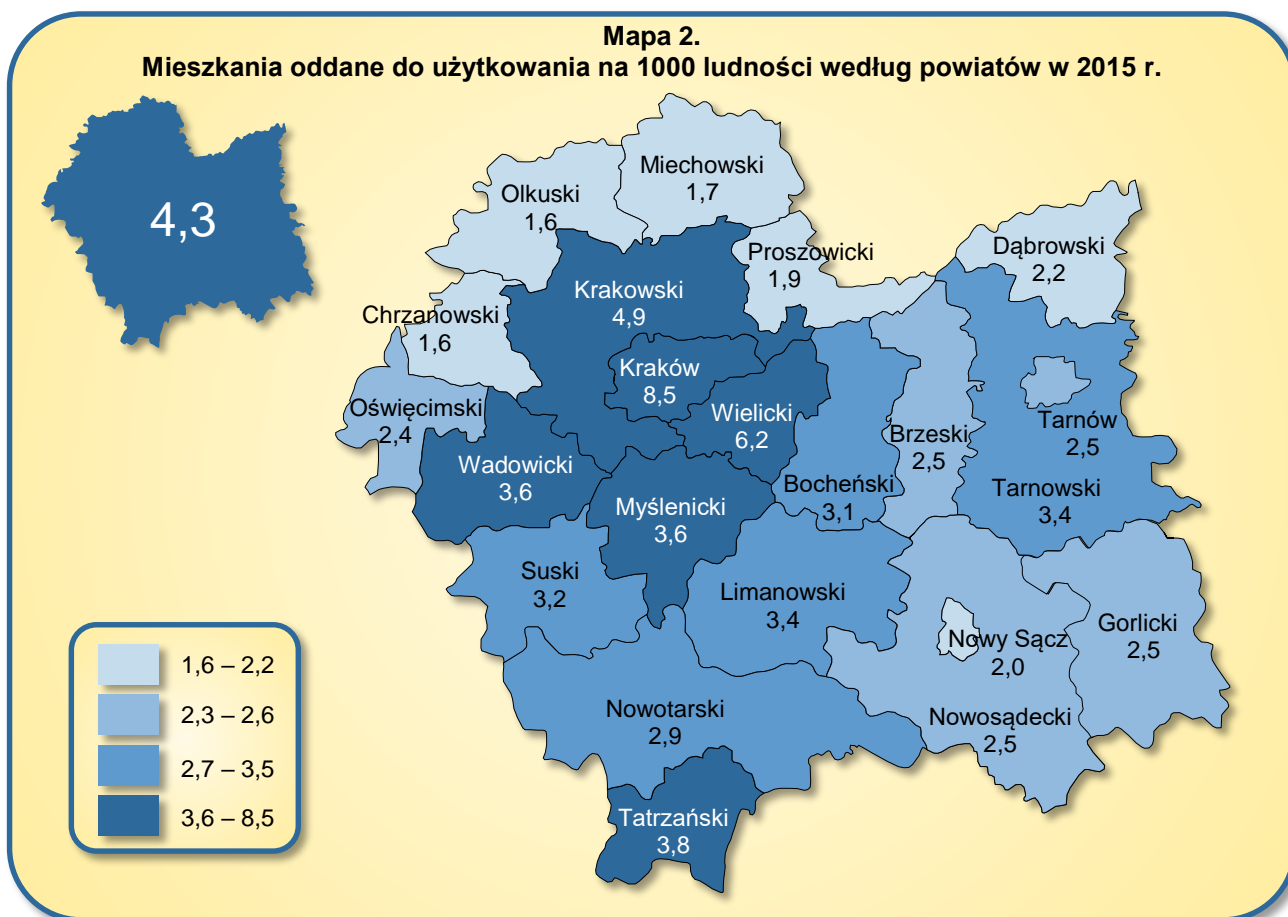 Mapa 2.
Mieszkania oddane do użytkowania na 1000 ludności według powiatów w 2015 r.
4,3
Miechowski
1,7
Olkuski
1,6
Proszowicki
1,9
Dąbrowski
2,2
Krakowski
4,9
Chrzanowski
1,6
Kraków
8,5
Wielicki
6,2
Oświęcimski
2,4
Brzeski
2,5
Tarnów
2,5
Wadowicki
3,6
Bocheński
3,1
Tarnowski
3,4
Myślenicki
3,6
Suski
3,2
Limanowski
3,4
Nowy Sącz
2,0
Gorlicki
2,5
Nowotarski
2,9
Nowosądecki
2,5
Tatrzański
3,8
1,6 – 2,2
2,3 – 2,6
2,7 – 3,5
3,6 – 8,5